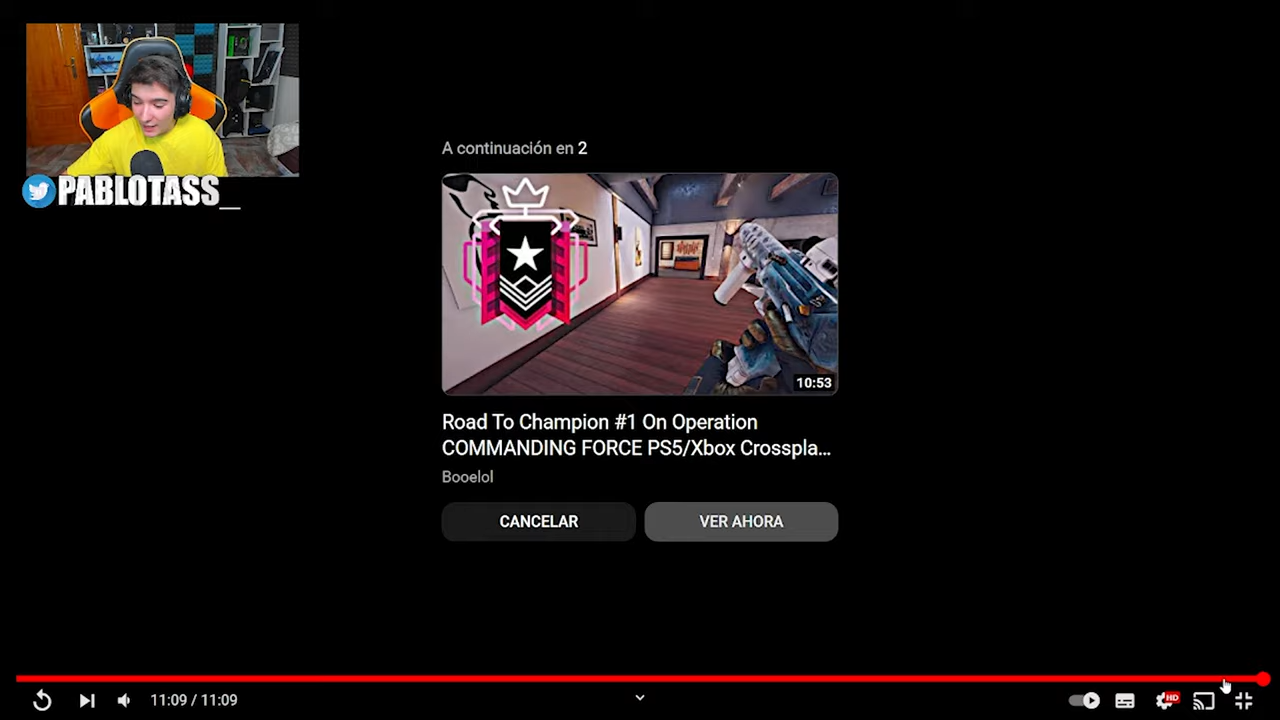 PABLOTASS_
A continuación en 2
10:53
Road To Champion #1 On Operation
COMMANDING FORCE PS5/Xbox Crosspla...
Booelol
CANCELAR
VER AHORA
11:09 / 11:09
HD